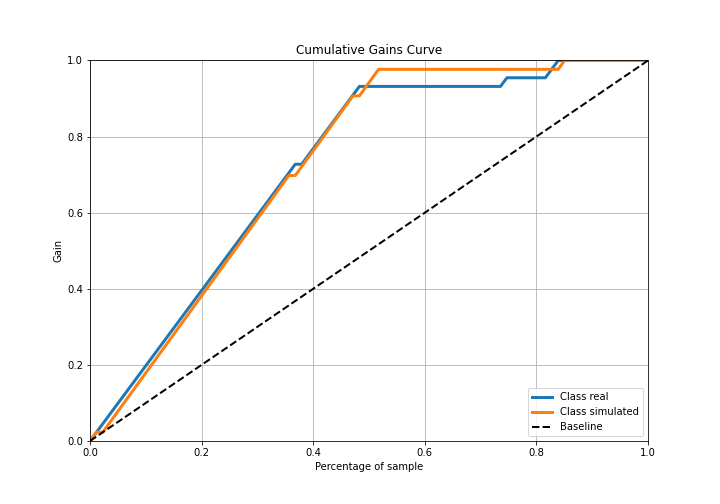 Cumulative Gains Curve
1.0
0.8
0.6
0.4
0.2
0.0
Gain
0.0 0.2 0.4 0.6 0.8 1.0
Percentage of sample
Class real
Class simulated
Baseline